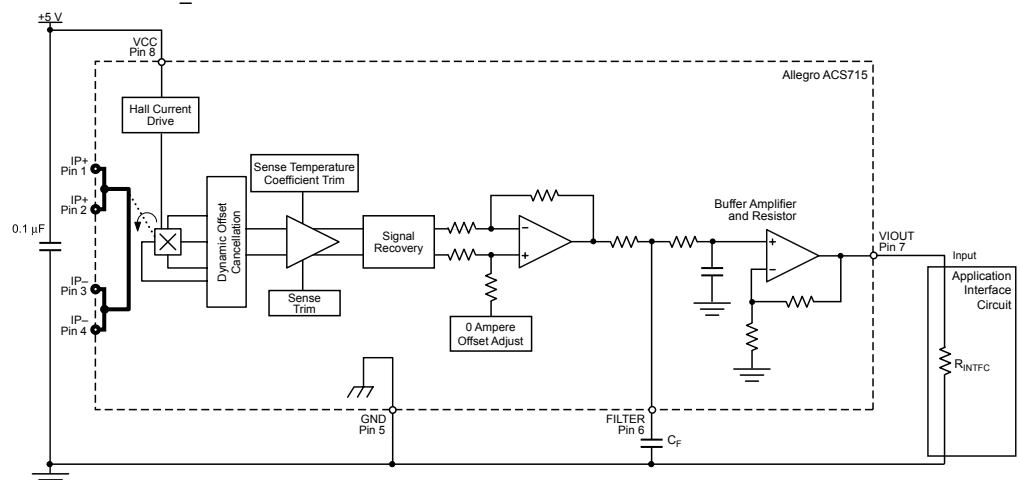 +5 V
VCC
Pin 8
Allegro ACS715
Hall Current
Drive
IP+
Pin 1
IP+
Pin 2
IP–
Pin 3
IP–
Pin 4
0.1 µF
Dynamic Offset
Cancellation
Sense Temperature
Coefficient Trim
Sense
Trim
Signal
Recovery
0 Ampere
Offset Adjust
Buffer Amplifier
and Resistor
VIOUT
Pin 7
Input
Application
Interface
Circuit
RINTFC
GND
Pin 5
FILTER
Pin 6
CF